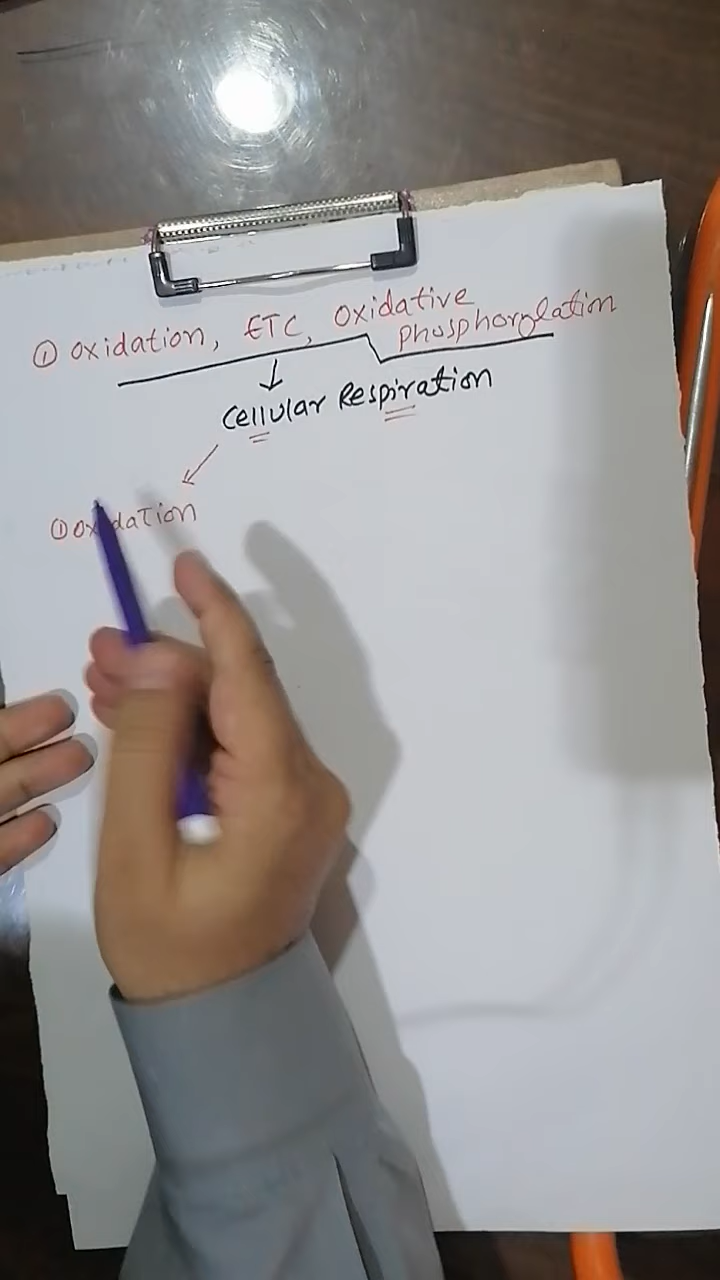 ① Oxidation, ETC, Oxidative phosphorylation
↓
Cellular Respiration
① Oxidation